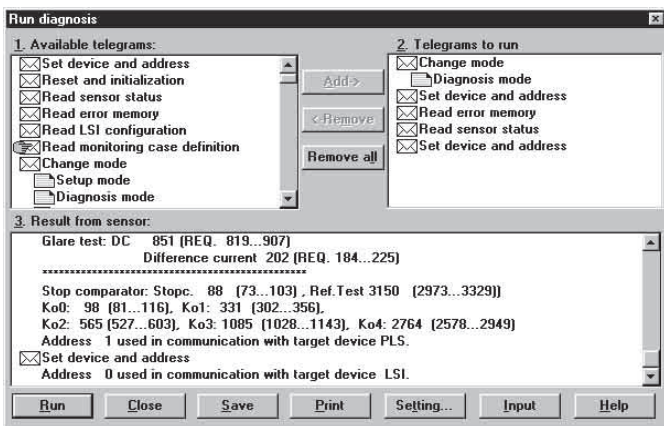 Run diagnosis
1. Available telegrams:
Set device and address
Reset and initialization
Read sensor status
Read error memory
Read LSI configuration
Read monitoring case definition
Change mode
Setup mode
Diagnosis mode
Add->
<-Remove
Remove all
2. Telegrams to run
Change mode
Diagnosis mode
Set device and address
Read error memory
Read sensor status
Set device and address
3. Result from sensor:
Glare test: DC 851 (REQ. 819...907)
Difference current 202 (REQ. 184...225)
************************************************
Stop comparator: Stopc. 88 (73...103) , Ref.Test 3150 (2973...3329))
Ko0: 98 (81...116), Ko1: 331 (302...356),
Ko2: 565 (527...603), Ko3: 1085 (1028...1143), Ko4: 2764 (2578...2949)
Address 1 used in communication with target device PLS.
Set device and address
Address 0 used in communication with target device LSI.
Run Close Save Print Setting... Input Help